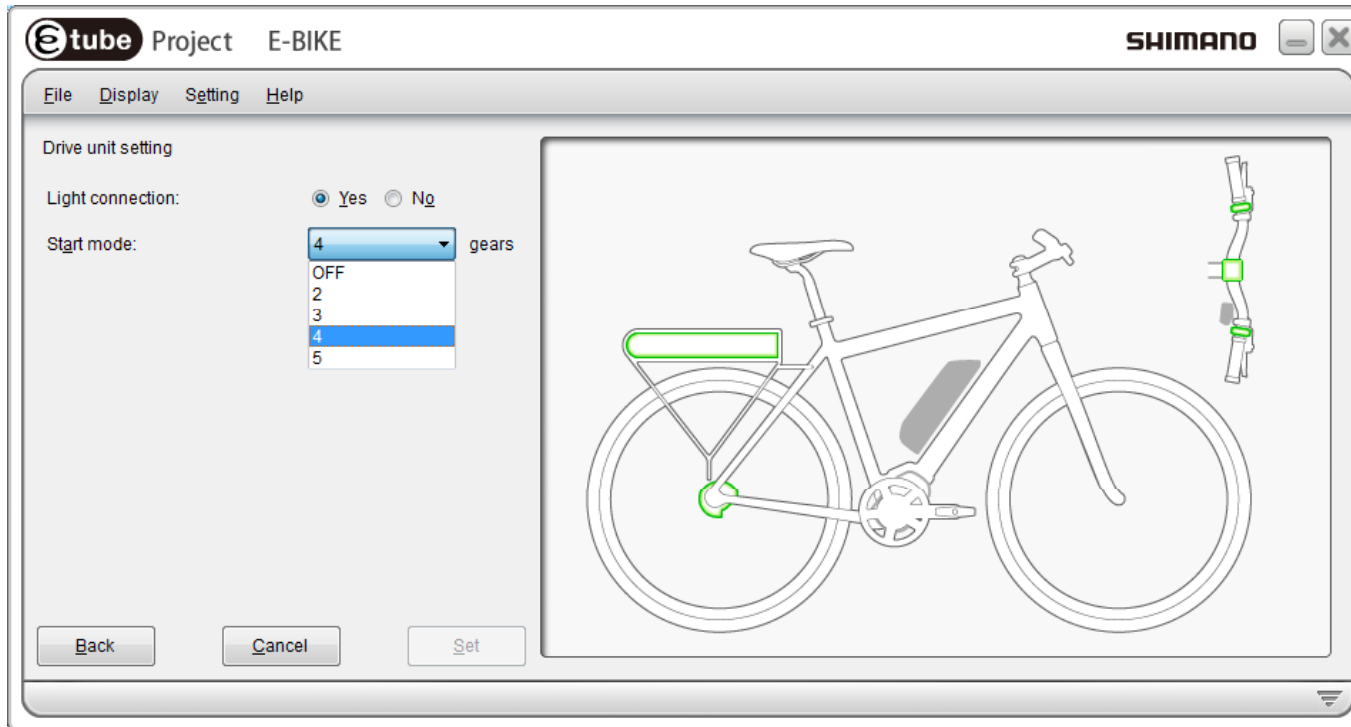 etube Project E-BIKE SHIMANO
File Display Setting Help
Drive unit setting
Light connection: Yes No
Start mode: 4 gears
OFF
2
3
4
5
Back Cancel Set